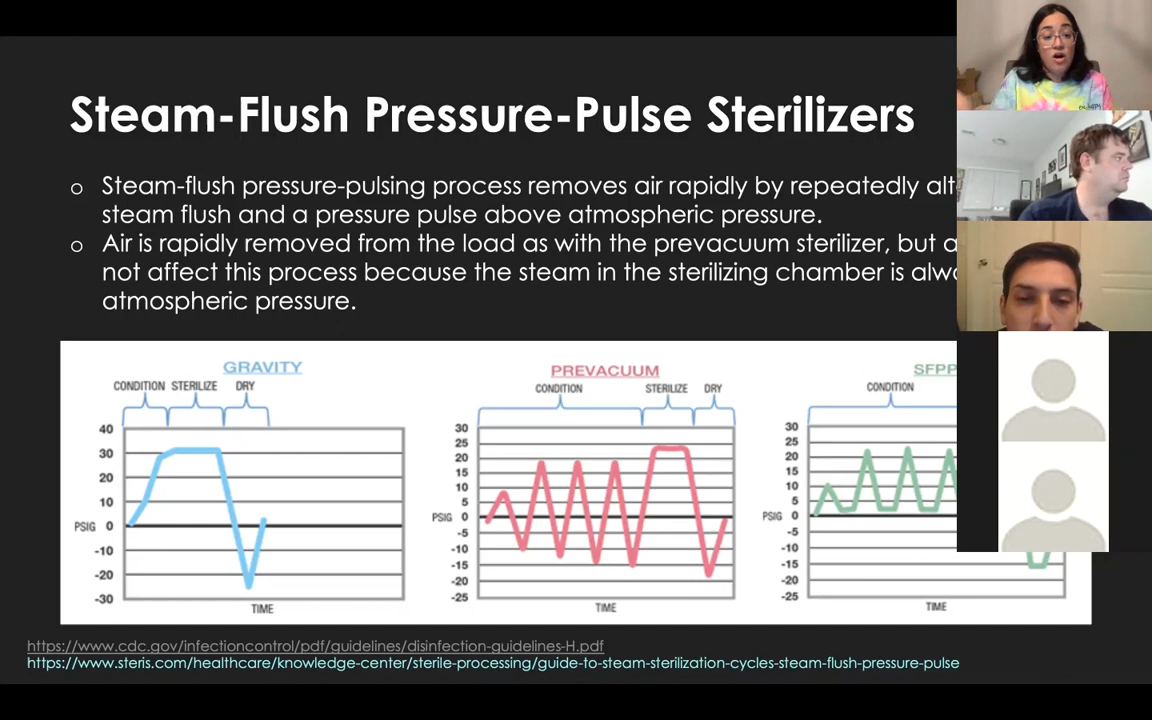 Steam-Flush Pressure-Pulse Sterilizers
o Steam-flush pressure-pulsing process removes air rapidly by repeatedly
steam flush and a pressure pulse above atmospheric pressure.
o Air is rapidly removed from the load as with the prevacuum sterilizer, but
not affect this process because the steam in the sterilizing chamber is
atmospheric pressure.
GRAVITY
CONDITION STERILIZE DRY
40
30
20
10
PSIG 0
-10
-20
-30
TIME
PREVACUUM
CONDITION STERILIZE DRY
30
25
20
15
10
5
PSIG 0
-5
-10
-15
-20
-25
TIME
SFPP
CONDITION
30
25
20
15
10
5
PSIG 0
-5
-10
-15
-20
-25
TIME
https://www.cdc.gov/infectioncontrol/pdf/guidelines/disinfection-guidelines-H.pdf
https://www.steris.com/healthcare/knowledge-center/sterile-processing/guide-to-steam-sterilization-cycles-steam-flush-pressure-pulse